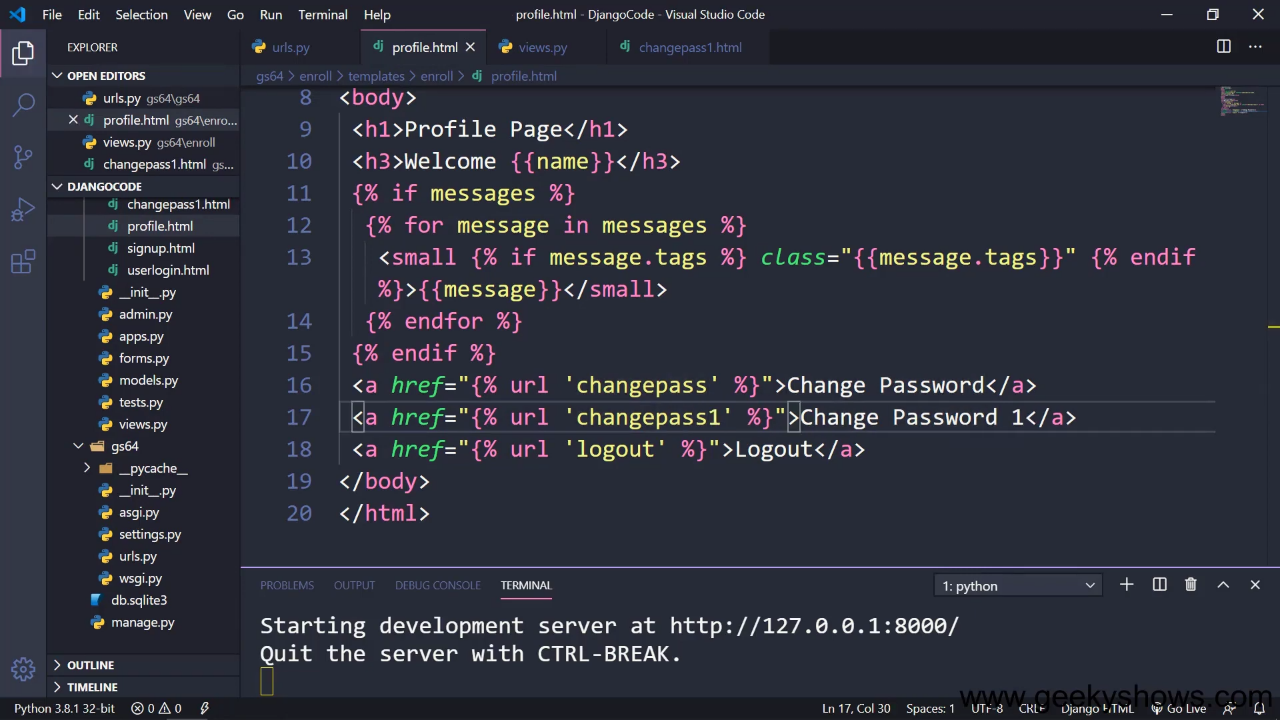 File Edit Selection View Go Run Terminal Help
profile.html - DjangoCode - Visual Studio Code
EXPLORER
urls.py
profile.html
views.py
changepass1.html
gs64 > enroll > templates > enroll > profile.html
OPEN EDITORS
urls.py gs64\gs64
profile.html gs64\enro...
views.py gs64\enroll
changepass1.html gs...
DJANGOCODE
changepass1.html
profile.html
signup.html
userlogin.html
__init__.py
admin.py
apps.py
forms.py
models.py
tests.py
views.py
gs64
__pycache__
__init__.py
asgi.py
settings.py
urls.py
wsgi.py
db.sqlite3
manage.py
OUTLINE
TIMELINE
8 <body>
9 <h1>Profile Page</h1>
10 <h3>Welcome {{name}}</h3>
11 {% if messages %}
12 {% for message in messages %}
13 <small {% if message.tags %} class="{{message.tags}}" {% endif
%}>{{message}}</small>
14 {% endfor %}
15 {% endif %}
16 <a href="{% url 'changepass' %}">Change Password</a>
17 <a href="{% url 'changepass1' %}">Change Password 1</a>
18 <a href="{% url 'logout' %}">Logout</a>
19 </body>
20 </html>
PROBLEMS OUTPUT DEBUG CONSOLE TERMINAL
1: python
Starting development server at http://127.0.0.1:8000/
Quit the server with CTRL-BREAK.
www.geekyshows.com
Python 3.8.1 32-bit 0 0 Ln 17, Col 30 Spaces: 1 UTF-8 CRLF Django HTML Go Live